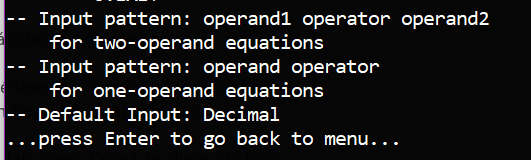 -- Input pattern: operand1 operator operand2
for two-operand equations
-- Input pattern: operand operator
for one-operand equations
-- Default Input: Decimal
...press Enter to go back to menu...